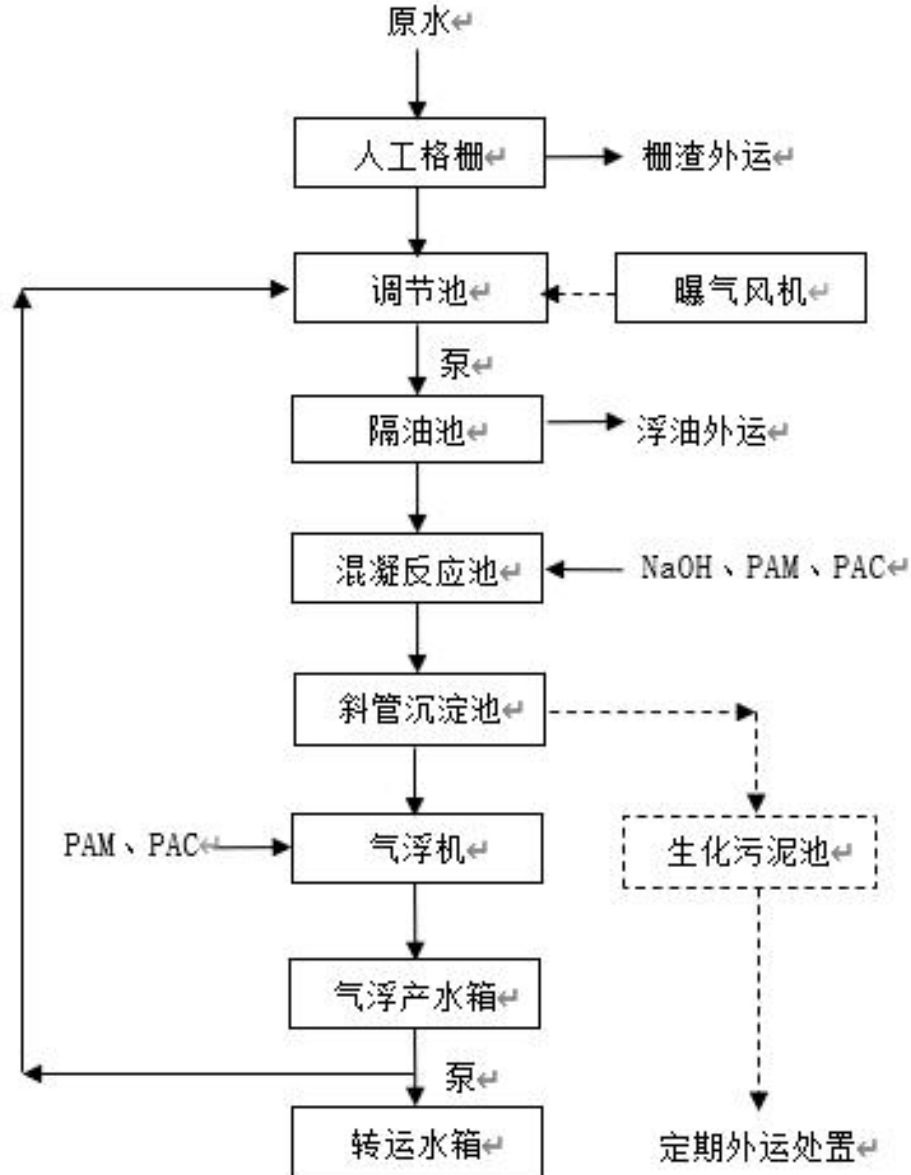 原水↵
人工格栅↵
栅渣外运↵
调节池↵
曝气风机↵
泵↵
隔油池↵
浮油外运↵
混凝反应池↵
NaOH、PAM、PAC↵
斜管沉淀池↵
PAM、PAC↵
气浮机↵
生化污泥池↵
气浮产水箱↵
泵↵
转运水箱↵
定期外运处置↵